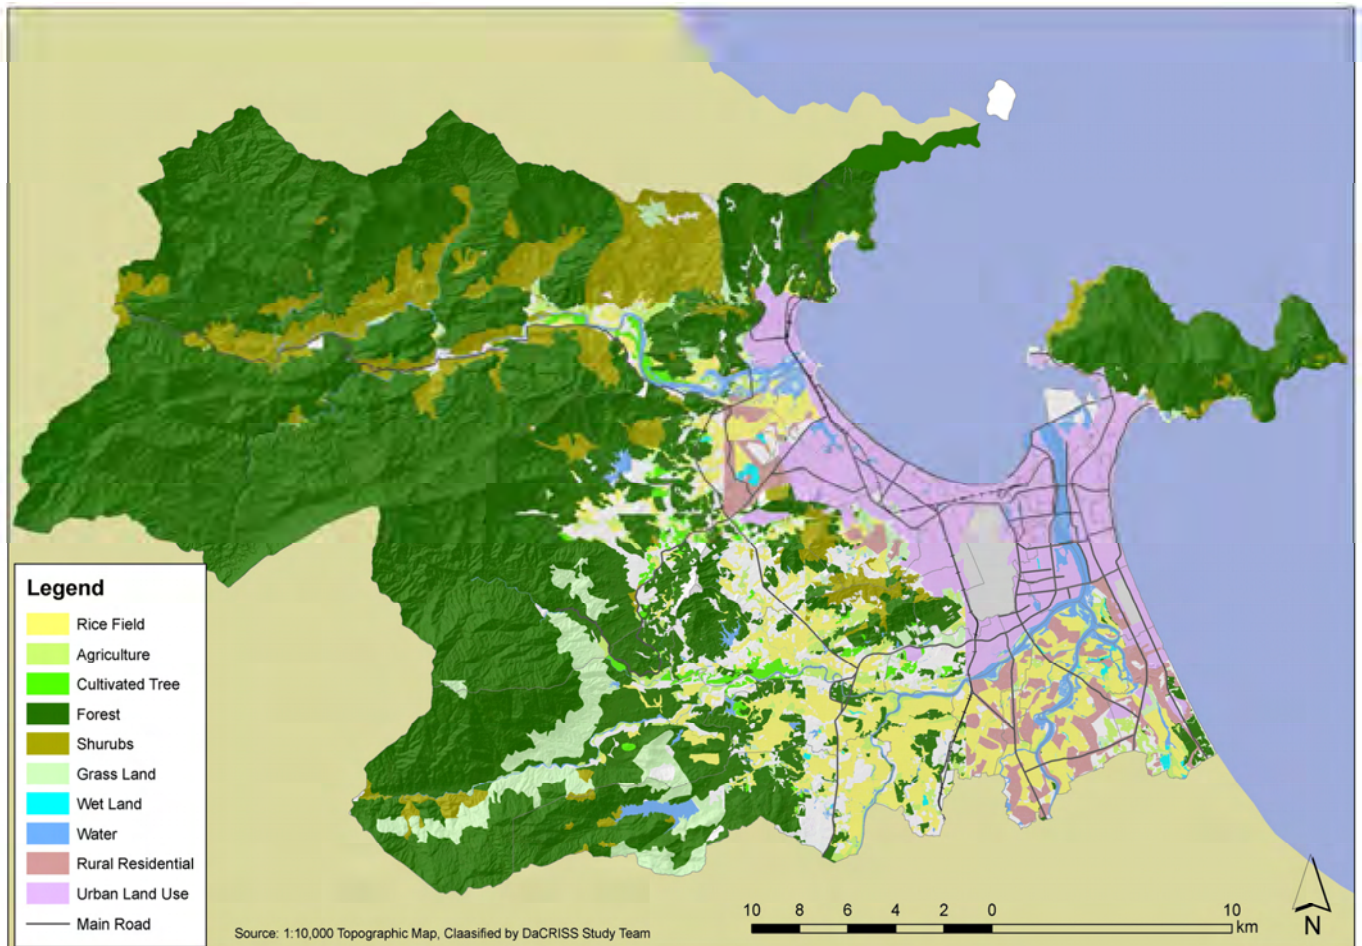 Legend
Rice Field
Agriculture
Cultivated Tree
Forest
Shurubs
Grass Land
Wet Land
Water
Rural Residential
Urban Land Use
Main Road
Source: 1:10,000 Topographic Map, Claasified by DaCRISS Study Team
10 8 6 4 2 0 10
km
N